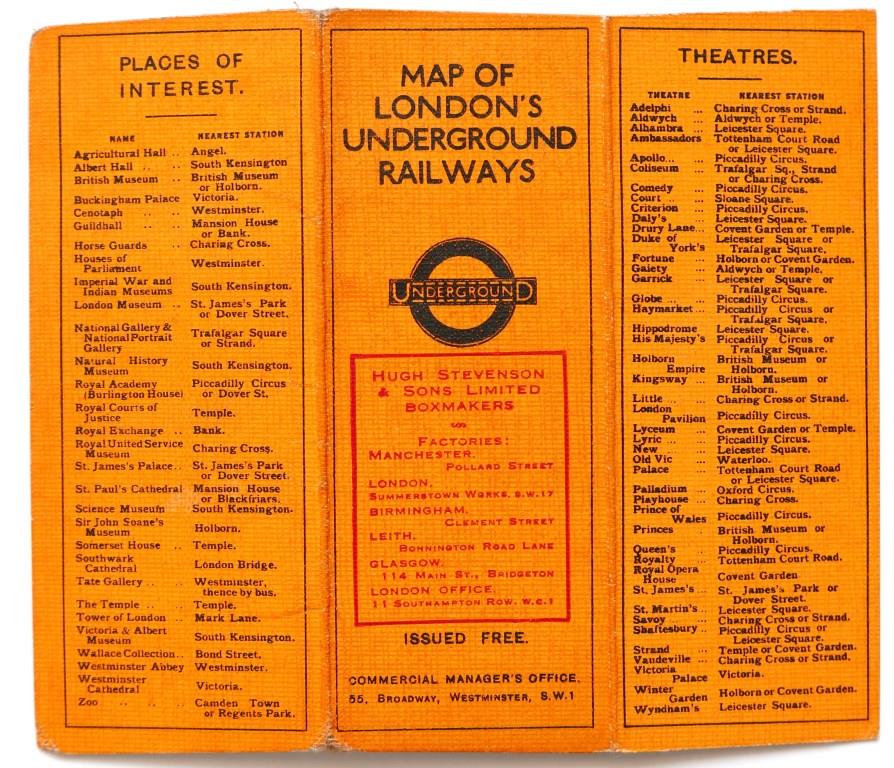 PLACES OF
INTEREST.
NAME NEAREST STATION
Agricultural Hall .. Angel.
Albert Hall .. .. South Kensington
British Museum .. British Museum
or Holborn.
Buckingham Palace Victoria.
Cenotaph .. .. Westminster.
Guildhall .. .. Mansion House
or Bank.
Horse Guards .. Charing Cross.
Houses of
Parliament Westminster.
Imperial War and
Indian Museums South Kensington.
London Museum .. St. James's Park
or Dover Street.
National Gallery &
National Portrait Trafalgar Square
Gallery or Strand.
Natural History
Museum South Kensington.
Royal Academy Piccadilly Circus
(Burlington House) or Dover St.
Royal Courts of
Justice Temple.
Royal Exchange .. Bank.
Royal United Service
Museum Charing Cross.
St. James's Palace.. St. James's Park
or Dover Street.
St. Paul's Cathedral Mansion House
or Blackfriars.
Science Museum South Kensington.
Sir John Soane's
Museum Holborn.
Somerset House .. Temple.
Southwark
Cathedral London Bridge.
Tate Gallery .. .. Westminster,
thence by bus.
The Temple .. .. Temple.
Tower of London .. Mark Lane.
Victoria & Albert
Museum South Kensington.
Wallace Collection.. Bond Street.
Westminster Abbey Westminster.
Westminster
Cathedral Victoria.
Zoo .. .. .. Camden Town
or Regents Park.
MAP OF
LONDON'S
UNDERGROUND
RAILWAYS
UNDERGROUND
HUGH STEVENSON
& SONS LIMITED
BOXMAKERS
FACTORIES:
MANCHESTER.
POLLARD STREET
LONDON.
SUMMERSTOWN WORKS. S.W.17
BIRMINGHAM.
CLEMENT STREET
LEITH.
BONNINGTON ROAD LANE
GLASGOW.
114 MAIN ST., BRIDGETON
LONDON OFFICE.
11 SOUTHAMPTON ROW. W.C.1
ISSUED FREE.
COMMERCIAL MANAGER'S OFFICE.
55, BROADWAY, WESTMINSTER, S.W.1
THEATRES.
THEATRE NEAREST STATION
Adelphi ... Charing Cross or Strand.
Aldwych ... Aldwych or Temple.
Alhambra ... Leicester Square.
Ambassadors Tottenham Court Road
or Leicester Square.
Apollo... ... Piccadilly Circus.
Coliseum ... Trafalgar Sq., Strand
or Charing Cross.
Comedy ... Piccadilly Circus.
Court .. ... Sloane Square.
Criterion ... Piccadilly Circus.
Daly's ... Leicester Square.
Drury Lane... Covent Garden or Temple.
Duke of Leicester Square or
York's Trafalgar Square.
Fortune ... Holborn or Covent Garden.
Gaiety ... Aldwych or Temple.
Garrick ... Leicester Square or
Trafalgar Square.
Globe ... ... Piccadilly Circus.
Haymarket... Piccadilly Circus or
Trafalgar Square.
Hippodrome Leicester Square.
His Majesty's Piccadilly Circus or
Trafalgar Square.
Holborn British Museum or
Empire Holborn.
Kingsway ... British Museum or
Holborn.
Little ... ... Charing Cross or Strand.
London
Pavilion Piccadilly Circus.
Lyceum ... Covent Garden or Temple.
Lyric ... ... Piccadilly Circus.
New ... Leicester Square.
Old Vic ... Waterloo.
Palace ... Tottenham Court Road
or Leicester Square.
Palladium ... Oxford Circus.
Playhouse ... Charing Cross.
Prince of
Wales Piccadilly Circus.
Princes ... British Museum or
Holborn.
Queen's ... Piccadilly Circus.
Royalty ... Tottenham Court Road.
Royal Opera
House Covent Garden
St. James's... St. James's Park or
Dover Street.
St. Martin's... Leicester Square.
Savoy ... Charing Cross or Strand.
Shaftesbury.. Piccadilly Circus or
Leicester Square.
Strand ... Temple or Covent Garden.
Vaudeville ... Charing Cross or Strand.
Victoria
Palace Victoria.
Winter
Garden Holborn or Covent Garden.
Wyndham's Leicester Square.